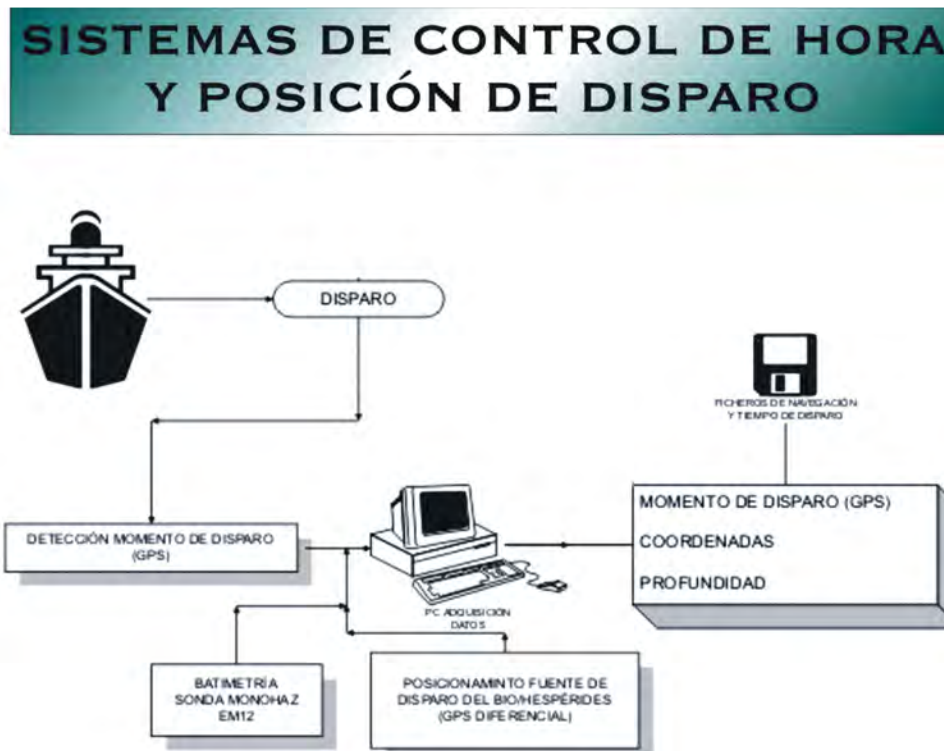 SISTEMAS DE CONTROL DE HORA
Y POSICIÓN DE DISPARO
DISPARO
FICHEROS DE NAVEGACIÓN
Y TIEMPO DE DISPARO
MOMENTO DE DISPARO (GPS)
COORDENADAS
PROFUNDIDAD
DETECCIÓN MOMENTO DE DISPARO
(GPS)
PC ADQUISICIÓN
DATOS
BATIMETRÍA
SONDA MONOHAZ
EM12
POSICIONAMINTO FUENTE DE
DISPARO DEL BIO/HESPÉRIDES
(GPS DIFERENCIAL)